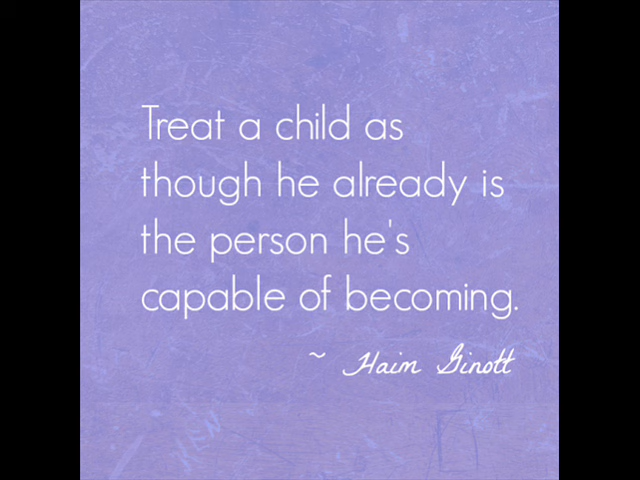 Treat a child as
though he already is
the person he's
capable of becoming.
~ Haim Ginott